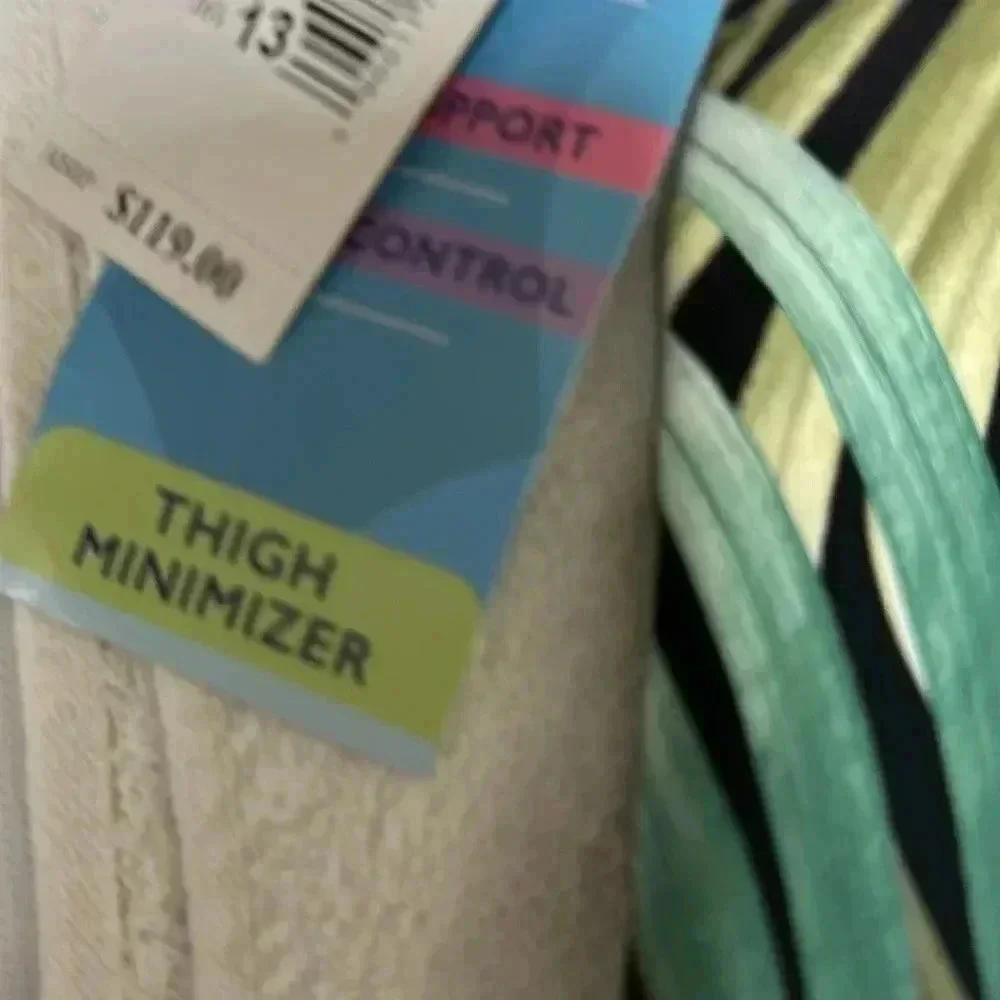 13
$119.00
PPORT
CONTROL
THIGH
MINIMIZER